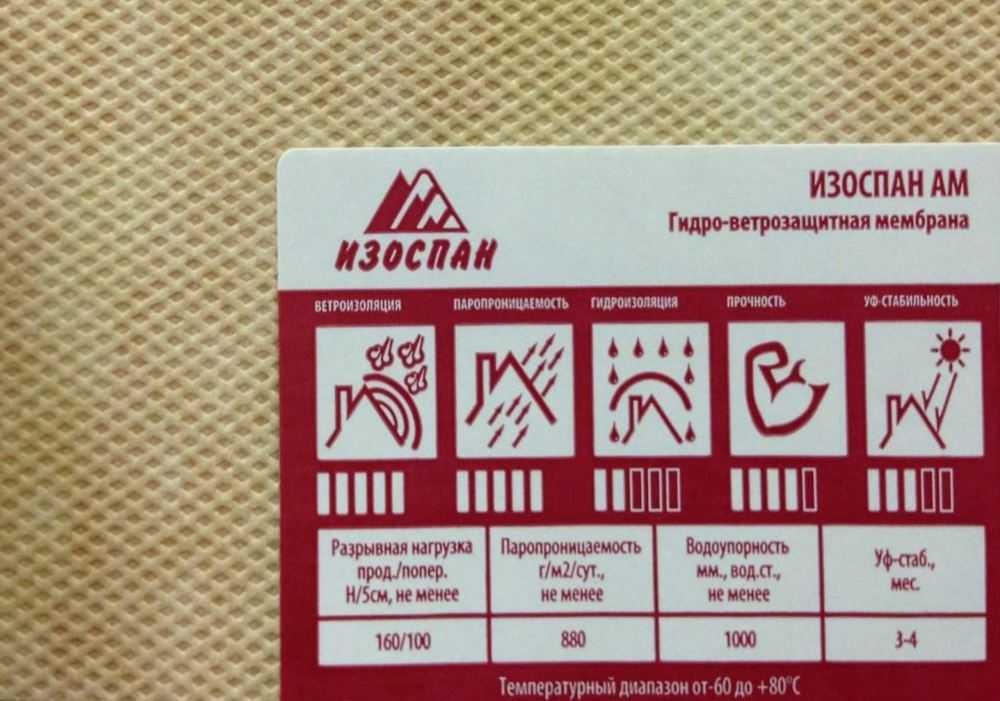 ИЗОСПАН
ИЗОСПАН АМ
Гидро-ветрозащитная мембрана
ВЕТРОИЗОЛЯЦИЯ ПАРОПРОНИЦАЕМОСТЬ ГИДРОИЗОЛЯЦИЯ ПРОЧНОСТЬ УФ-СТАБИЛЬНОСТЬ
Разрывная нагрузка
прод./попер.
Н/5см, не менее
Паропроницаемость
г/м2/сут.,
не менее
Водоупорность
мм., вод.ст.,
не менее
Уф-стаб.,
мес.
160/100 880 1000 3-4
Температурный диапазон от-60 до +80°С